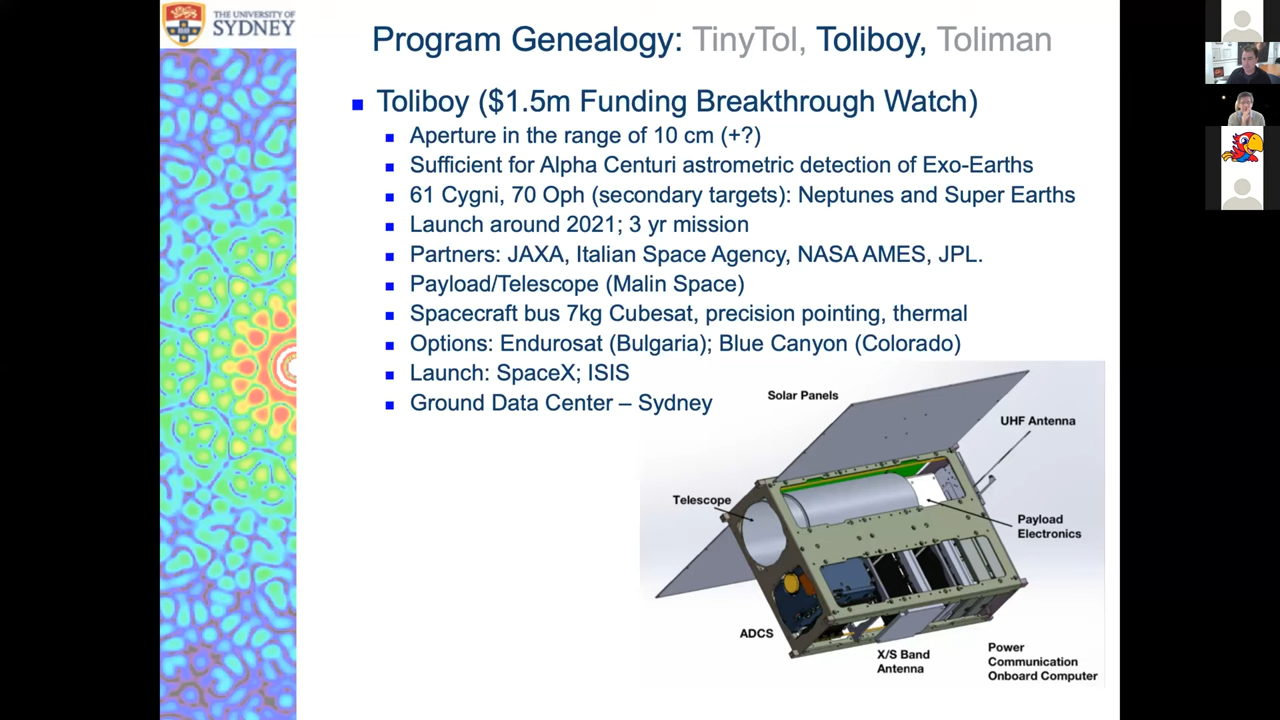 THE UNIVERSITY OF
SYDNEY
Program Genealogy: TinyTol, Toliboy, Toliman
Toliboy ($1.5m Funding Breakthrough Watch)
Aperture in the range of 10 cm (+?)
Sufficient for Alpha Centuri astrometric detection of Exo-Earths
61 Cygni, 70 Oph (secondary targets): Neptunes and Super Earths
Launch around 2021; 3 yr mission
Partners: JAXA, Italian Space Agency, NASA AMES, JPL.
Payload/Telescope (Malin Space)
Spacecraft bus 7kg Cubesat, precision pointing, thermal
Options: Endurosat (Bulgaria); Blue Canyon (Colorado)
Launch: SpaceX; ISIS
Ground Data Center – Sydney
Solar Panels
UHF Antenna
Telescope
Payload
Electronics
ADCS
X/S Band
Antenna
Power
Communication
Onboard Computer